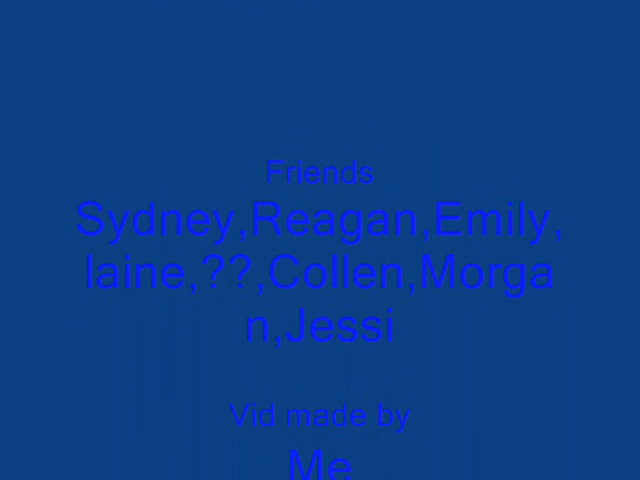 Friends
Sydney,Reagan,Emily,
laine,??,Collen,Morga
n,Jessi
Vid made by
Me